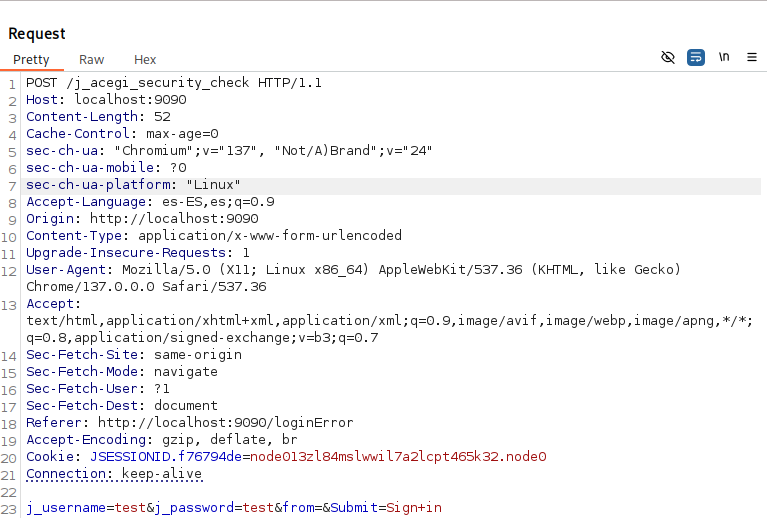 Request
Pretty Raw Hex \n
1 POST /j_acegi_security_check HTTP/1.1
2 Host: localhost:9090
3 Content-Length: 52
4 Cache-Control: max-age=0
5 sec-ch-ua: "Chromium";v="137", "Not/A)Brand";v="24"
6 sec-ch-ua-mobile: ?0
7 sec-ch-ua-platform: "Linux"
8 Accept-Language: es-ES,es;q=0.9
9 Origin: http://localhost:9090
10 Content-Type: application/x-www-form-urlencoded
11 Upgrade-Insecure-Requests: 1
12 User-Agent: Mozilla/5.0 (X11; Linux x86_64) AppleWebKit/537.36 (KHTML, like Gecko)
Chrome/137.0.0.0 Safari/537.36
13 Accept:
text/html,application/xhtml+xml,application/xml;q=0.9,image/avif,image/webp,image/apng,*/*;
q=0.8,application/signed-exchange;v=b3;q=0.7
14 Sec-Fetch-Site: same-origin
15 Sec-Fetch-Mode: navigate
16 Sec-Fetch-User: ?1
17 Sec-Fetch-Dest: document
18 Referer: http://localhost:9090/loginError
19 Accept-Encoding: gzip, deflate, br
20 Cookie: JSESSIONID.f76794de=node013zl84mslwwil7a2lcpt465k32.node0
21 Connection: keep-alive
22
23 j_username=test&j_password=test&from=&Submit=Sign+in